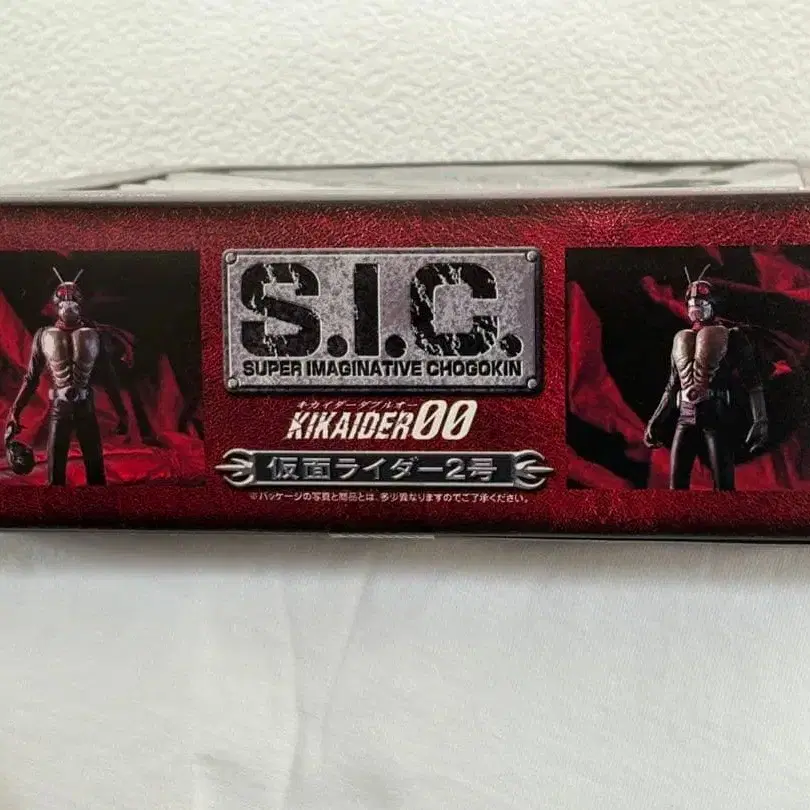 S.I.C.
SUPER IMAGINATIVE CHOGOKIN
キカイダーダブルオー
KIKAIDER00
仮面ライダー2号
※パッケージの写真と商品とは、多少異なりますのでご了承ください。